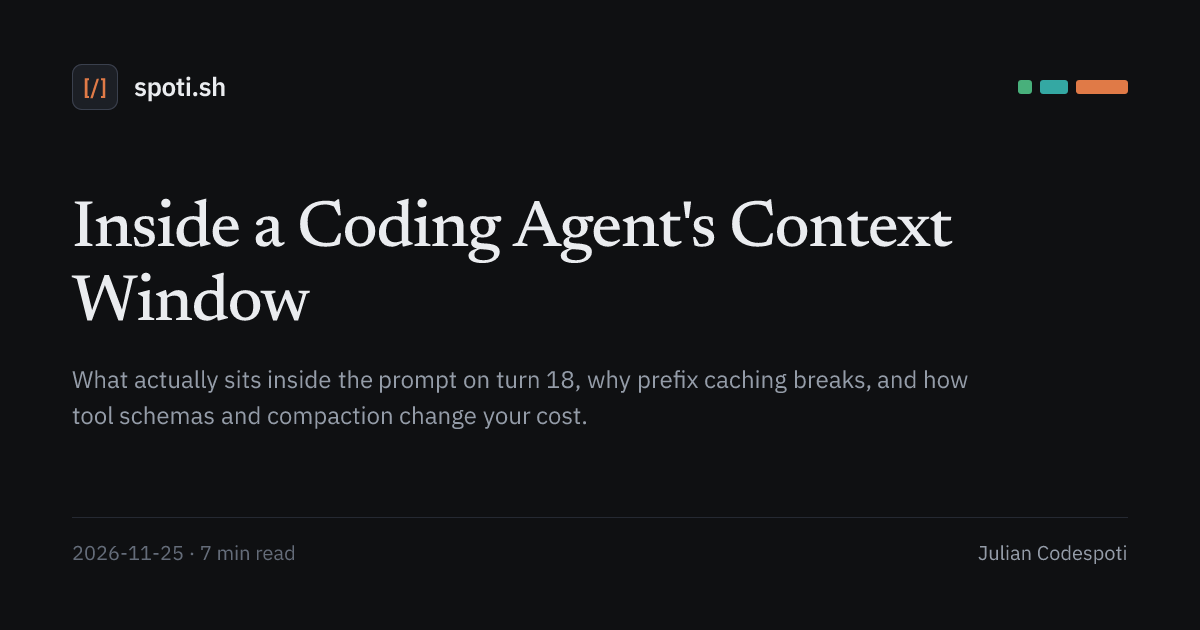 [/] spoti.sh
Inside a Coding Agent's Context
Window
What actually sits inside the prompt on turn 18, why prefix caching breaks, and how
tool schemas and compaction change your cost.
2026-11-25 · 7 min read
Julian Codespoti